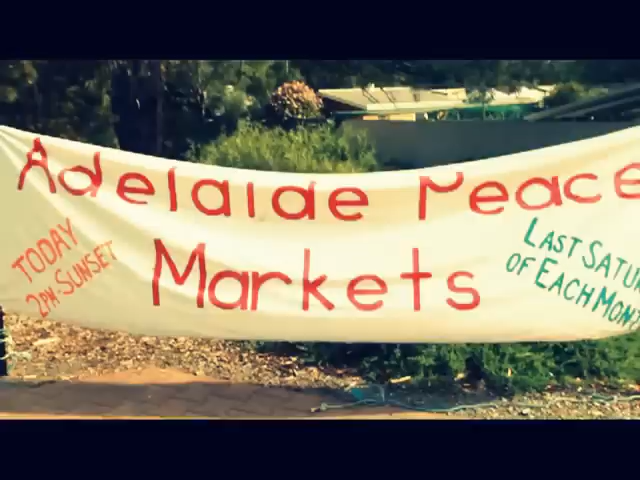 Adelaide Peace
Markets
TODAY
2PM-SUNSET
LAST SATUR
OF EACH MONT